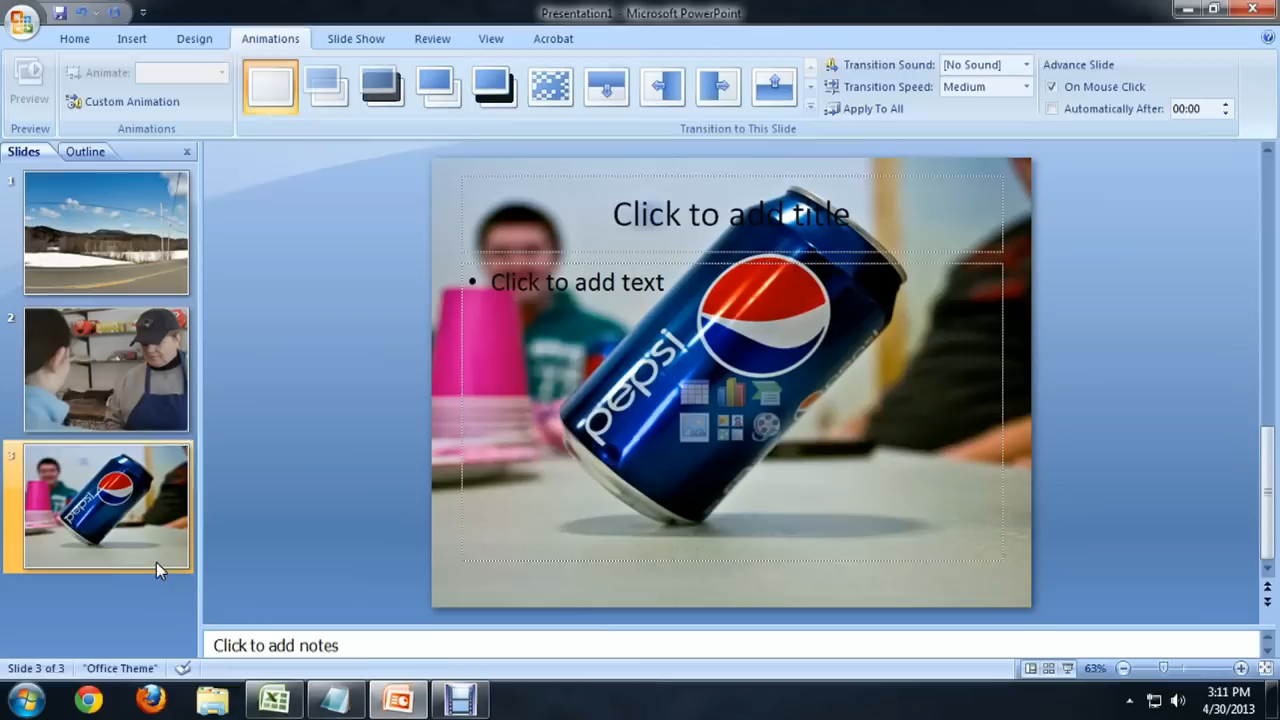 Presentation1 - Microsoft PowerPoint
Home Insert Design Animations Slide Show Review View Acrobat
Preview
Animate:
Custom Animation
Transition Sound: [No Sound]
Transition Speed: Medium
Apply To All
Advance Slide
On Mouse Click
Automatically After: 00:00
Preview Animations Transition to This Slide
Slides Outline
1
2
3
Click to add title
• Click to add text
pepsi
pepsi
Click to add notes
Slide 3 of 3 "Office Theme" 63%
3:11 PM
4/30/2013